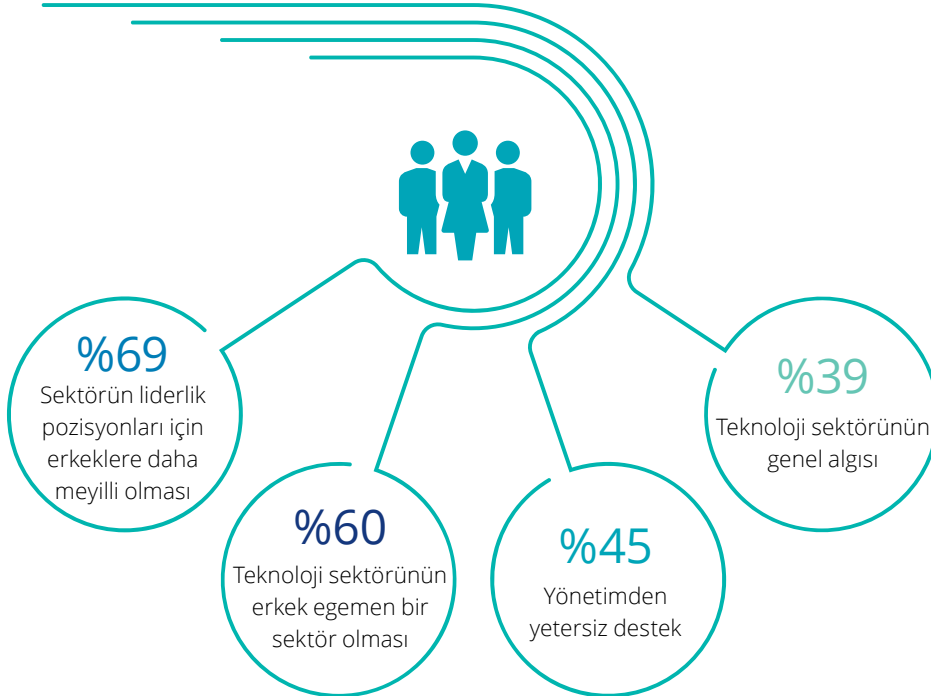 %69
Sektörün liderlik
pozisyonları için
erkeklere daha
meyilli olması
%60
Teknoloji sektörünün
erkek egemen bir
sektör olması
%45
Yönetimden
yetersiz destek
%39
Teknoloji sektörünün
genel algısı